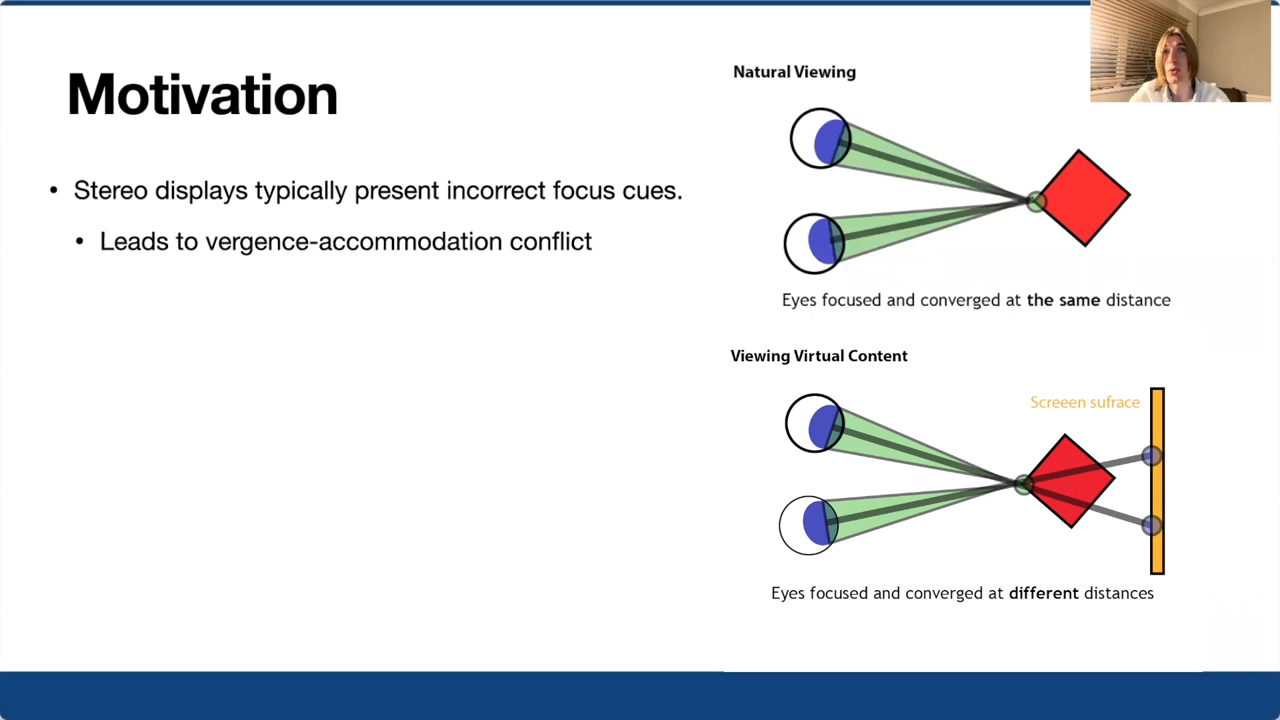 Motivation
• Stereo displays typically present incorrect focus cues.
• Leads to vergence-accommodation conflict
Natural Viewing
Eyes focused and converged at the same distance
Viewing Virtual Content
Screeen sufrace
Eyes focused and converged at different distances